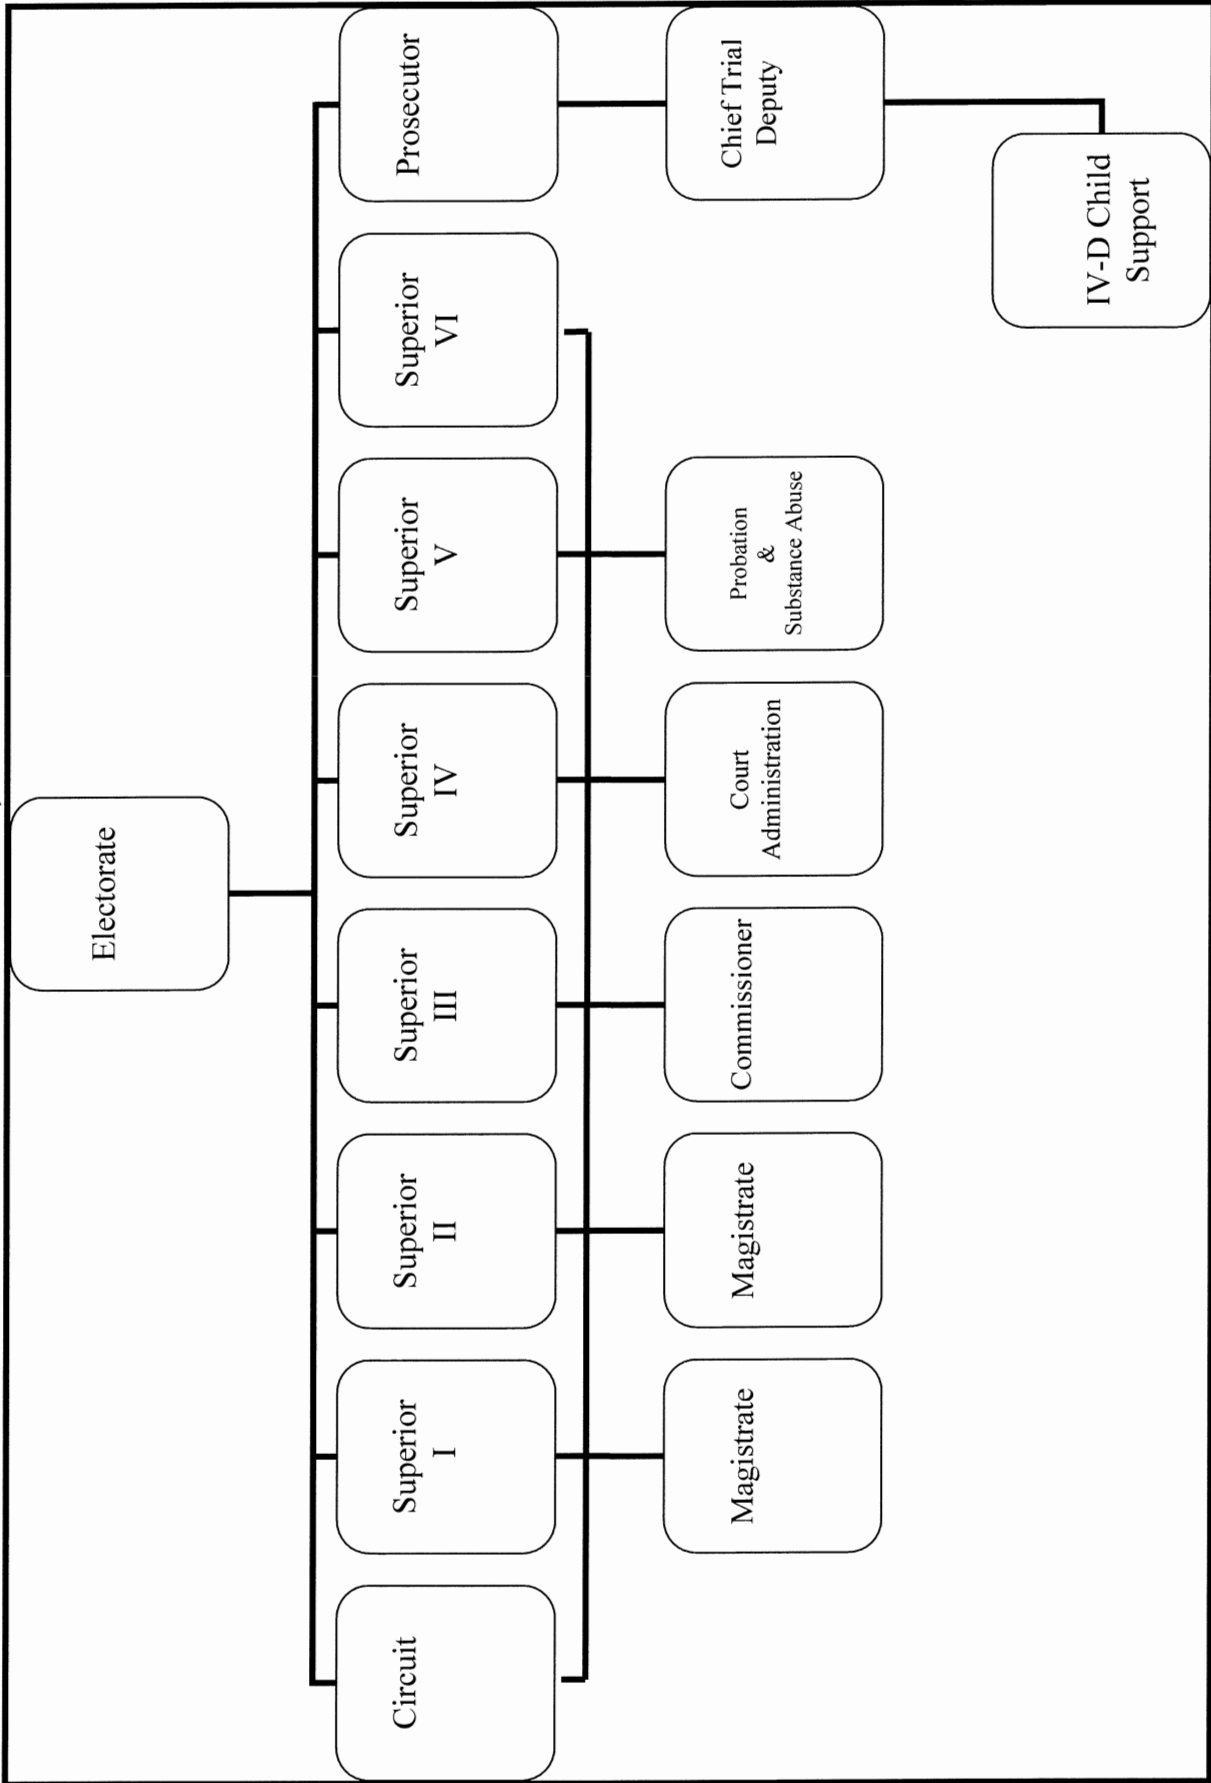 Electorate
Circuit
Superior
I
Superior
II
Superior
III
Superior
IV
Superior
V
Superior
VI
Prosecutor
Magistrate
Magistrate
Commissioner
Court
Administration
Probation
&
Substance Abuse
Chief Trial
Deputy
IV-D Child
Support